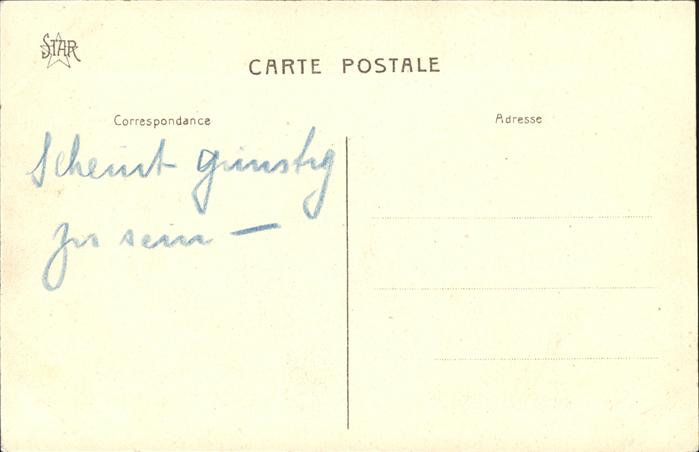 STAR
CARTE POSTALE
Correspondance
Adresse
Scheint günstig
zu sein —